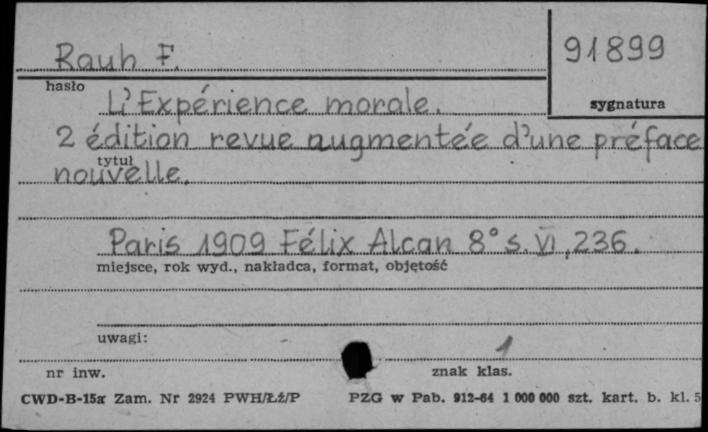 Rauh F.
91899
hasło
sygnatura
L'Expérience morale.
2 édition revue augmentée d'une préface
tytuł
nouvelle.
Paris 1909 Félix Alcan 8° s. VI, 236.
miejsce, rok wyd., nakładca, format, objętość
uwagi:
1
nr inw.
znak klas.
CWD-B-15a Zam. Nr 2924 PWH/Łź/P PZG w Pab. 912-64 1 000 000 szt. kart. b. kl. 5